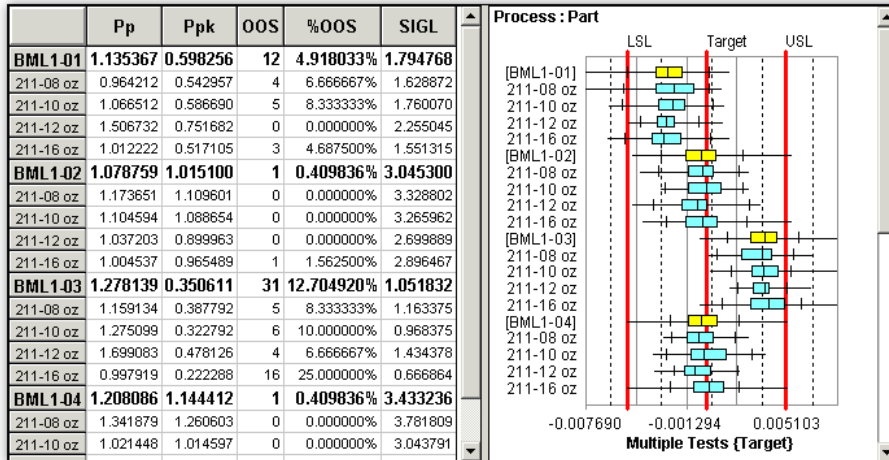 Pp Ppk OOS %OOS SIGL
BML1-01 1.135367 0.598256 12 4.918033% 1.794768
211-08 oz 0.964212 0.542957 4 6.666667% 1.628872
211-10 oz 1.066512 0.586690 5 8.333333% 1.760070
211-12 oz 1.506732 0.751682 0 0.000000% 2.255045
211-16 oz 1.012222 0.517105 3 4.687500% 1.551315
BML1-02 1.078759 1.015100 1 0.409836% 3.045300
211-08 oz 1.173651 1.109601 0 0.000000% 3.328802
211-10 oz 1.104594 1.088654 0 0.000000% 3.265962
211-12 oz 1.037203 0.899963 0 0.000000% 2.699889
211-16 oz 1.004537 0.965489 1 1.562500% 2.896467
BML1-03 1.278139 0.350611 31 12.704920% 1.051832
211-08 oz 1.159134 0.387792 5 8.333333% 1.163375
211-10 oz 1.275099 0.322792 6 10.000000% 0.968375
211-12 oz 1.699083 0.478126 4 6.666667% 1.434378
211-16 oz 0.997919 0.222288 16 25.000000% 0.666864
BML1-04 1.208086 1.144412 1 0.409836% 3.433236
211-08 oz 1.341879 1.260603 0 0.000000% 3.781809
211-10 oz 1.021448 1.014597 0 0.000000% 3.043791
Process : Part
LSL Target USL
[BML1-01]
211-08 oz
211-10 oz
211-12 oz
211-16 oz
[BML1-02]
211-08 oz
211-10 oz
211-12 oz
211-16 oz
[BML1-03]
211-08 oz
211-10 oz
211-12 oz
211-16 oz
[BML1-04]
211-08 oz
211-10 oz
211-12 oz
211-16 oz
-0.007690 -0.001294 0.005103
Multiple Tests {Target}